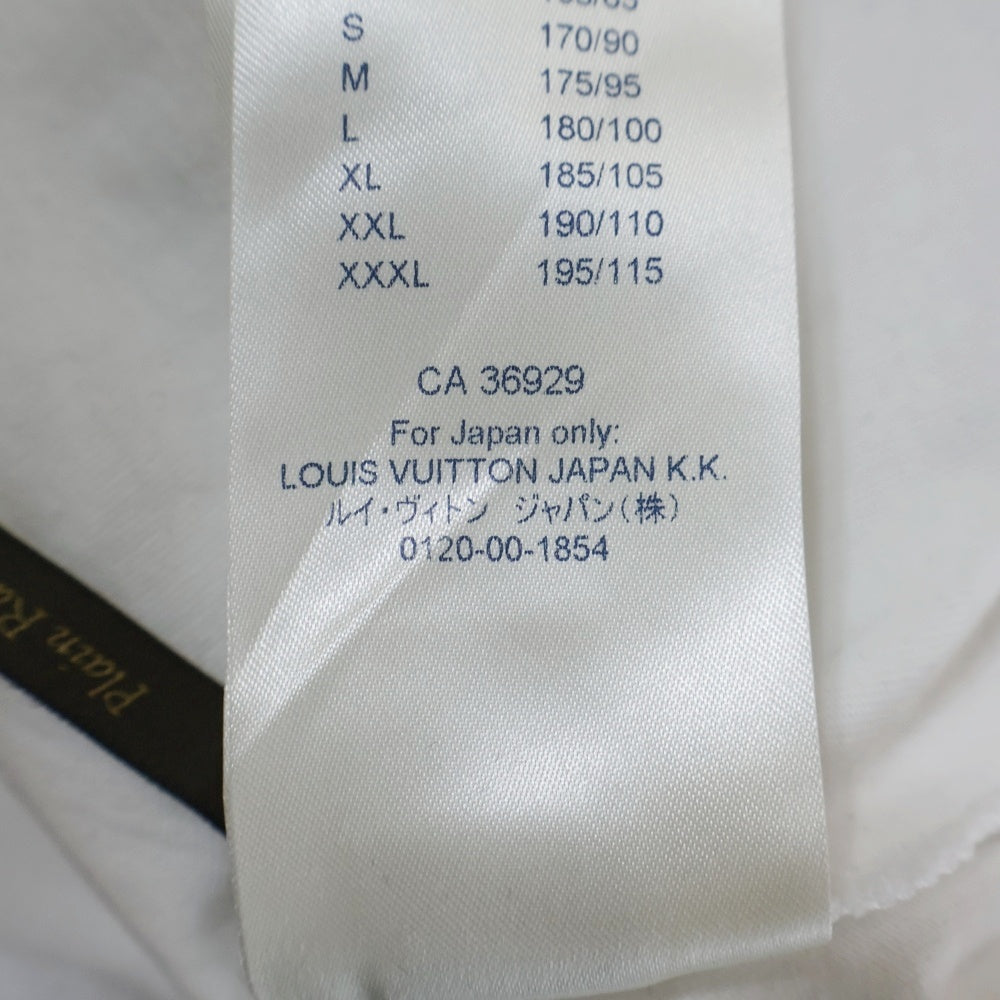 S 170/90
M 175/95
L 180/100
XL 185/105
XXL 190/110
XXXL 195/115
CA 36929
For Japan only:
LOUIS VUITTON JAPAN K.K.
ルイ・ヴィトン ジャパン(株)
0120-00-1854
Plain